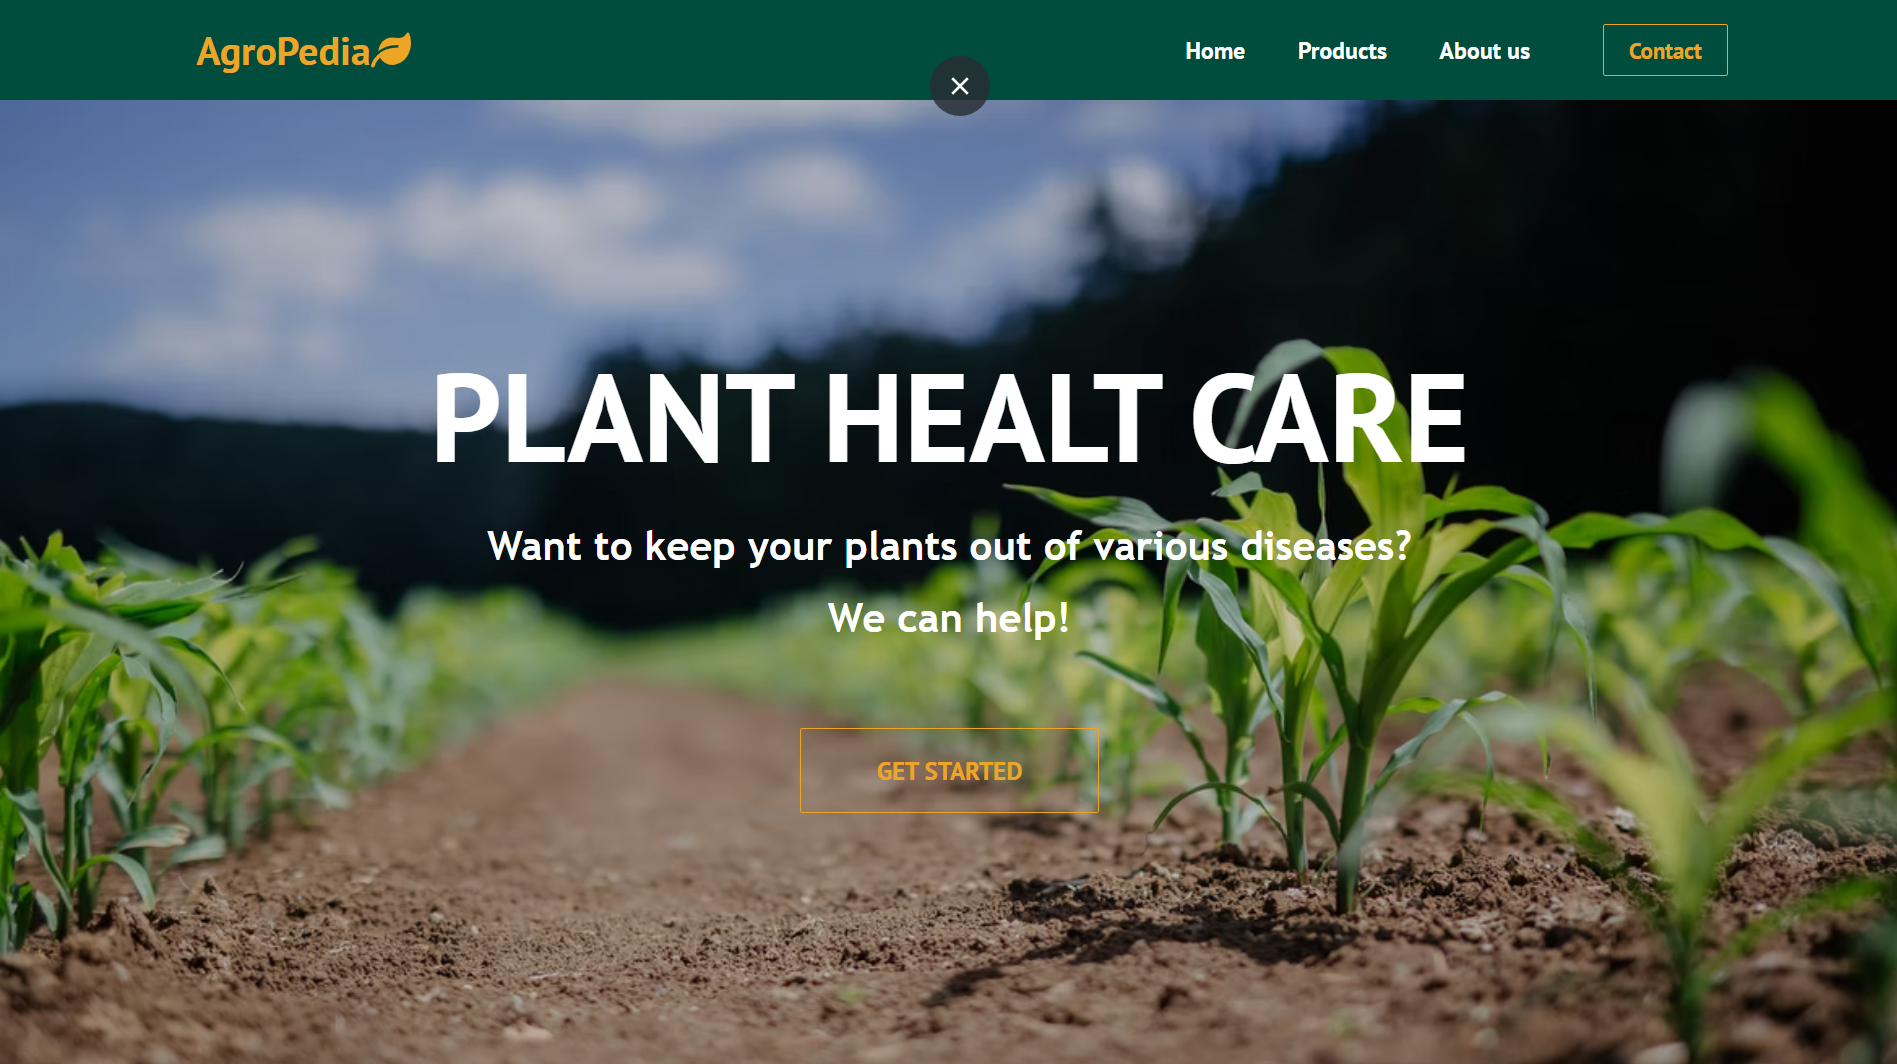 AgroPedia
Home Products About us Contact
PLANT HEALT CARE
Want to keep your plants out of various diseases?
We can help!
GET STARTED